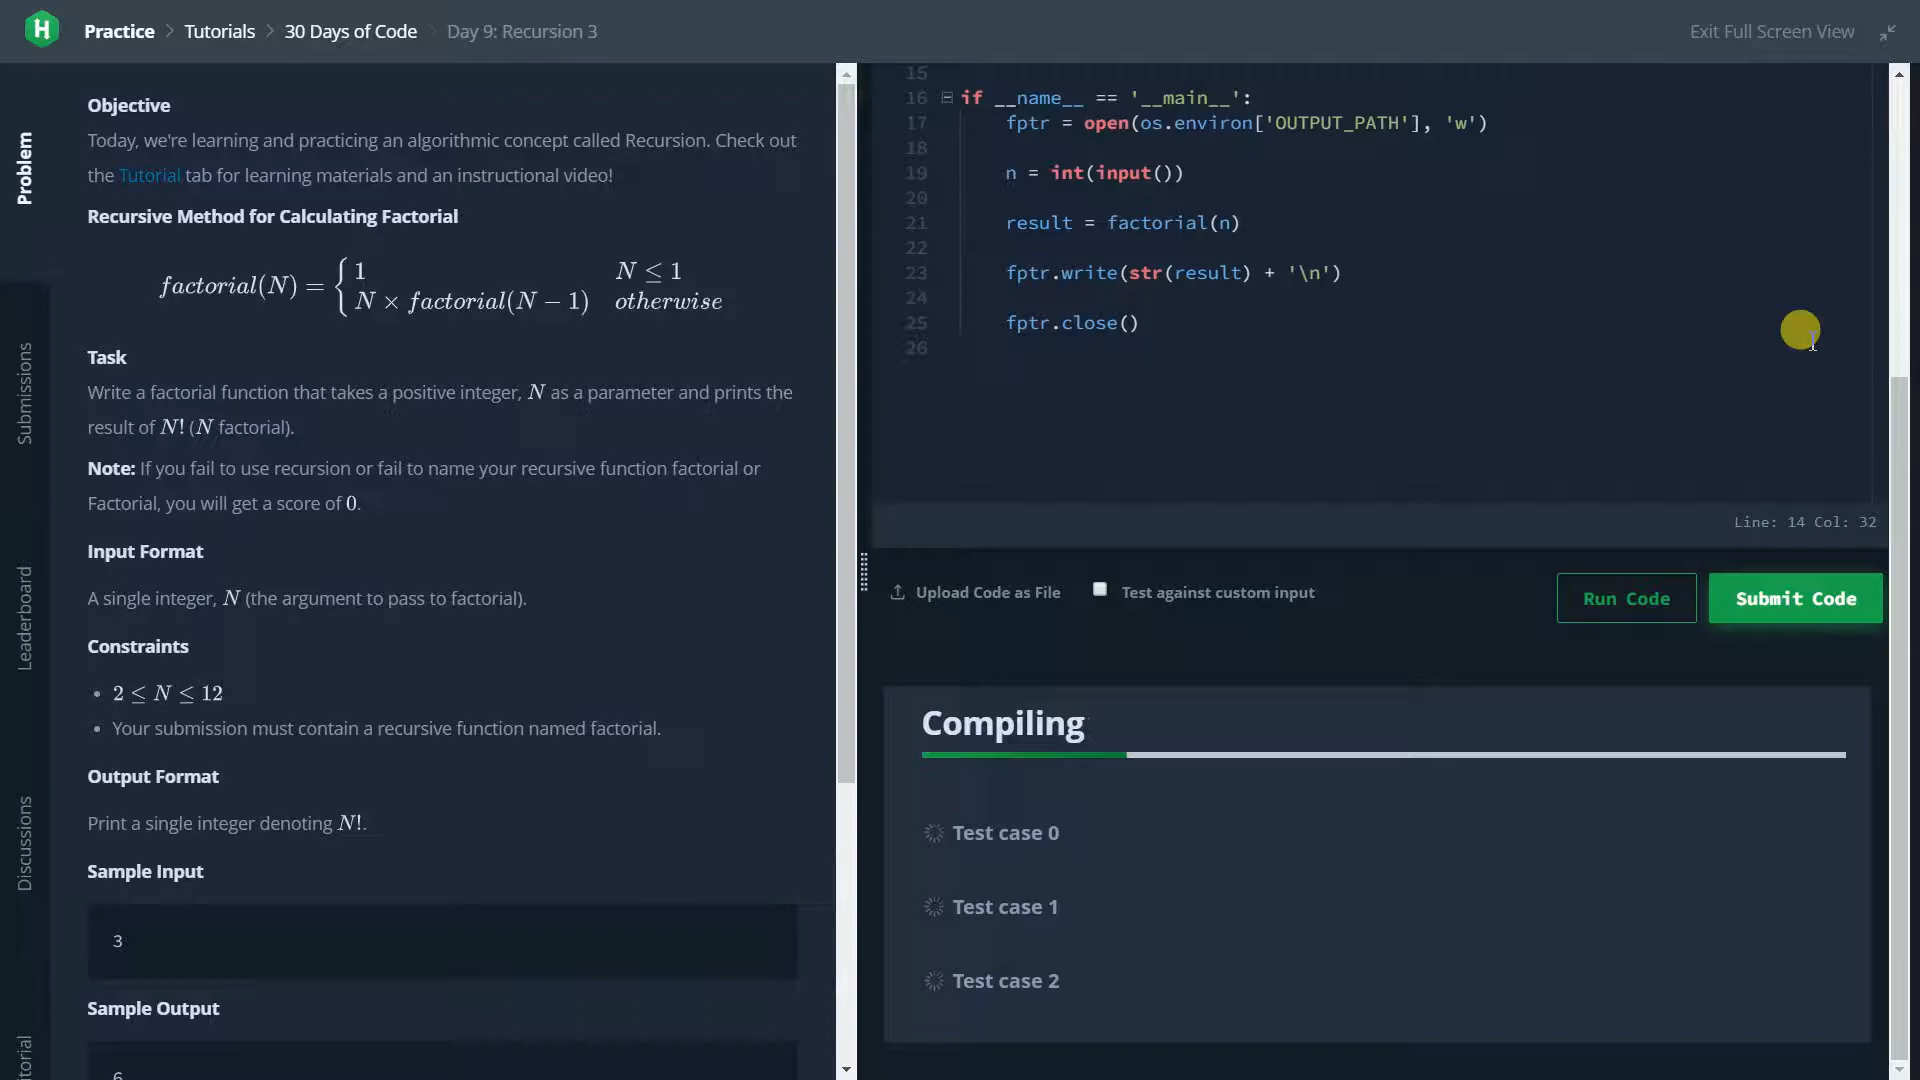 Practice > Tutorials > 30 Days of Code > Day 9: Recursion 3
Exit Full Screen View
Problem
Submissions
Leaderboard
Discussions
Objective
Today, we're learning and practicing an algorithmic concept called Recursion. Check out
the Tutorial tab for learning materials and an instructional video!
Recursive Method for Calculating Factorial
factorial(N) = { 1 N ≤ 1
N × factorial(N − 1) otherwise
Task
Write a factorial function that takes a positive integer, N as a parameter and prints the
result of N! (N factorial).
Note: If you fail to use recursion or fail to name your recursive function factorial or
Factorial, you will get a score of 0.
Input Format
A single integer, N (the argument to pass to factorial).
Constraints
• 2 ≤ N ≤ 12
• Your submission must contain a recursive function named factorial.
Output Format
Print a single integer denoting N!.
Sample Input
3
Sample Output
6
15
16 if __name__ == '__main__':
17 fptr = open(os.environ['OUTPUT_PATH'], 'w')
18
19 n = int(input())
20
21 result = factorial(n)
22
23 fptr.write(str(result) + '\n')
24
25 fptr.close()
26
Line: 14 Col: 32
Upload Code as File
Test against custom input
Run Code
Submit Code
Compiling
Test case 0
Test case 1
Test case 2